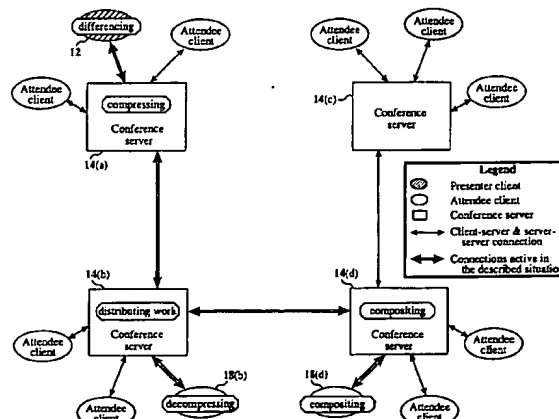 differencing
12
Attendee
client
Attendee
client
compressing
Conference
server
14(a)
Attendee
client
Attendee
client
14(c)
Conference
server
Attendee
client
Legend
Presenter client
Attendee client
Conference server
Client-server & server-
server connection
Connections active in
the described situation
14(b)
distributing work
Conference
server
Attendee
client
Attendee
client
18(b)
decompressing
14(d)
compositing
Conference
server
Attendee
client
18(d)
compositing
Attendee
client